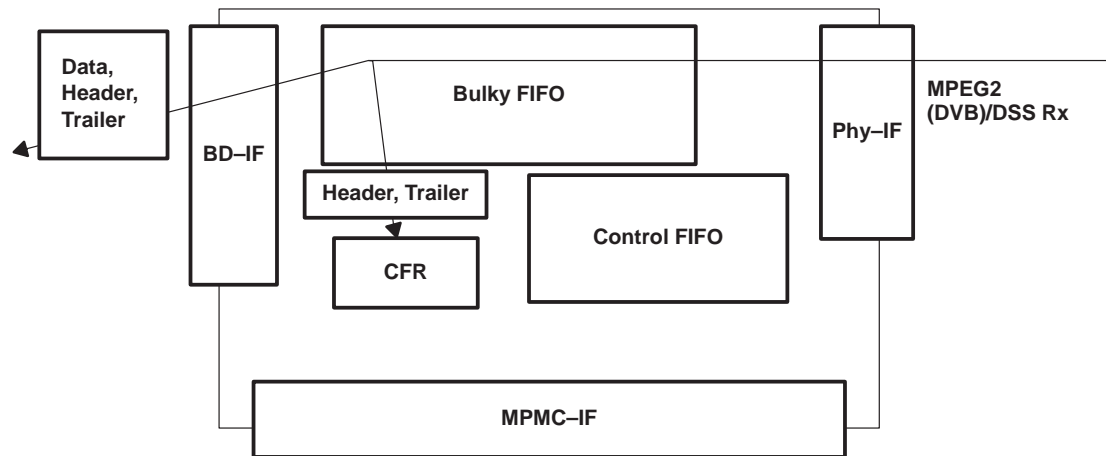 Data,
Header,
Trailer
BD–IF
Bulky FIFO
Phy–IF
MPEG2
(DVB)/DSS Rx
Header, Trailer
Control FIFO
CFR
MPMC–IF